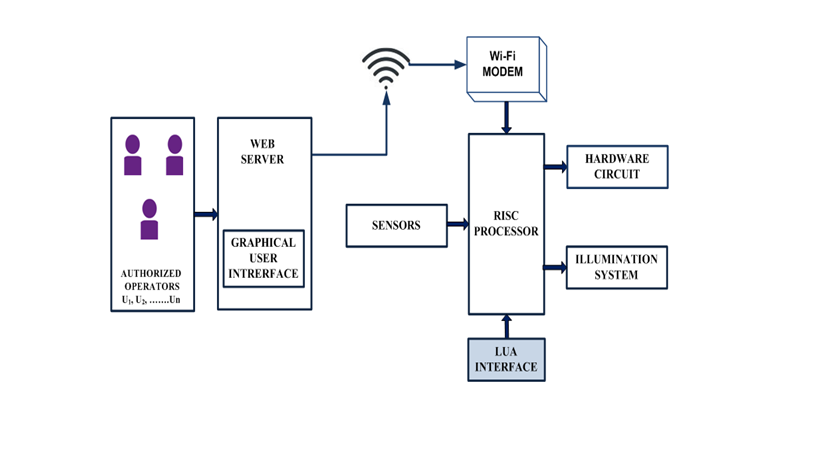 Wi-Fi
MODEM
WEB
SERVER
GRAPHICAL
USER
INTRERFACE
AUTHORIZED
OPERATORS
U₁, U₂, …….Un
SENSORS
RISC
PROCESSOR
HARDWARE
CIRCUIT
ILLUMINATION
SYSTEM
LUA
INTERFACE